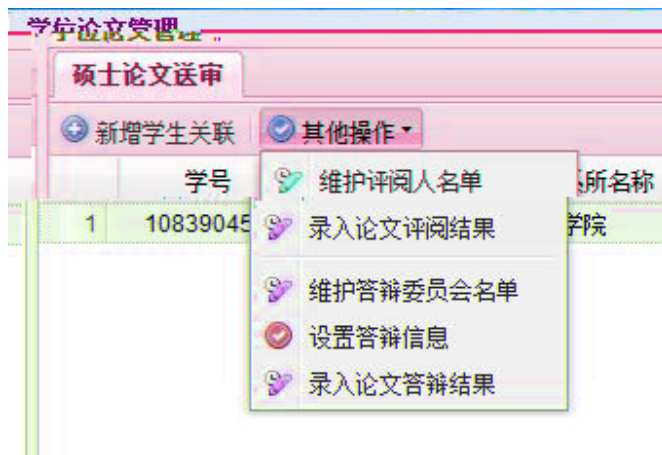 学位论文管理
硕士论文送审
新增学生关联 其他操作
学号 所名称
维护评阅人名单
1 10839045 学院
录入论文评阅结果
维护答辩委员会名单
设置答辩信息
录入论文答辩结果